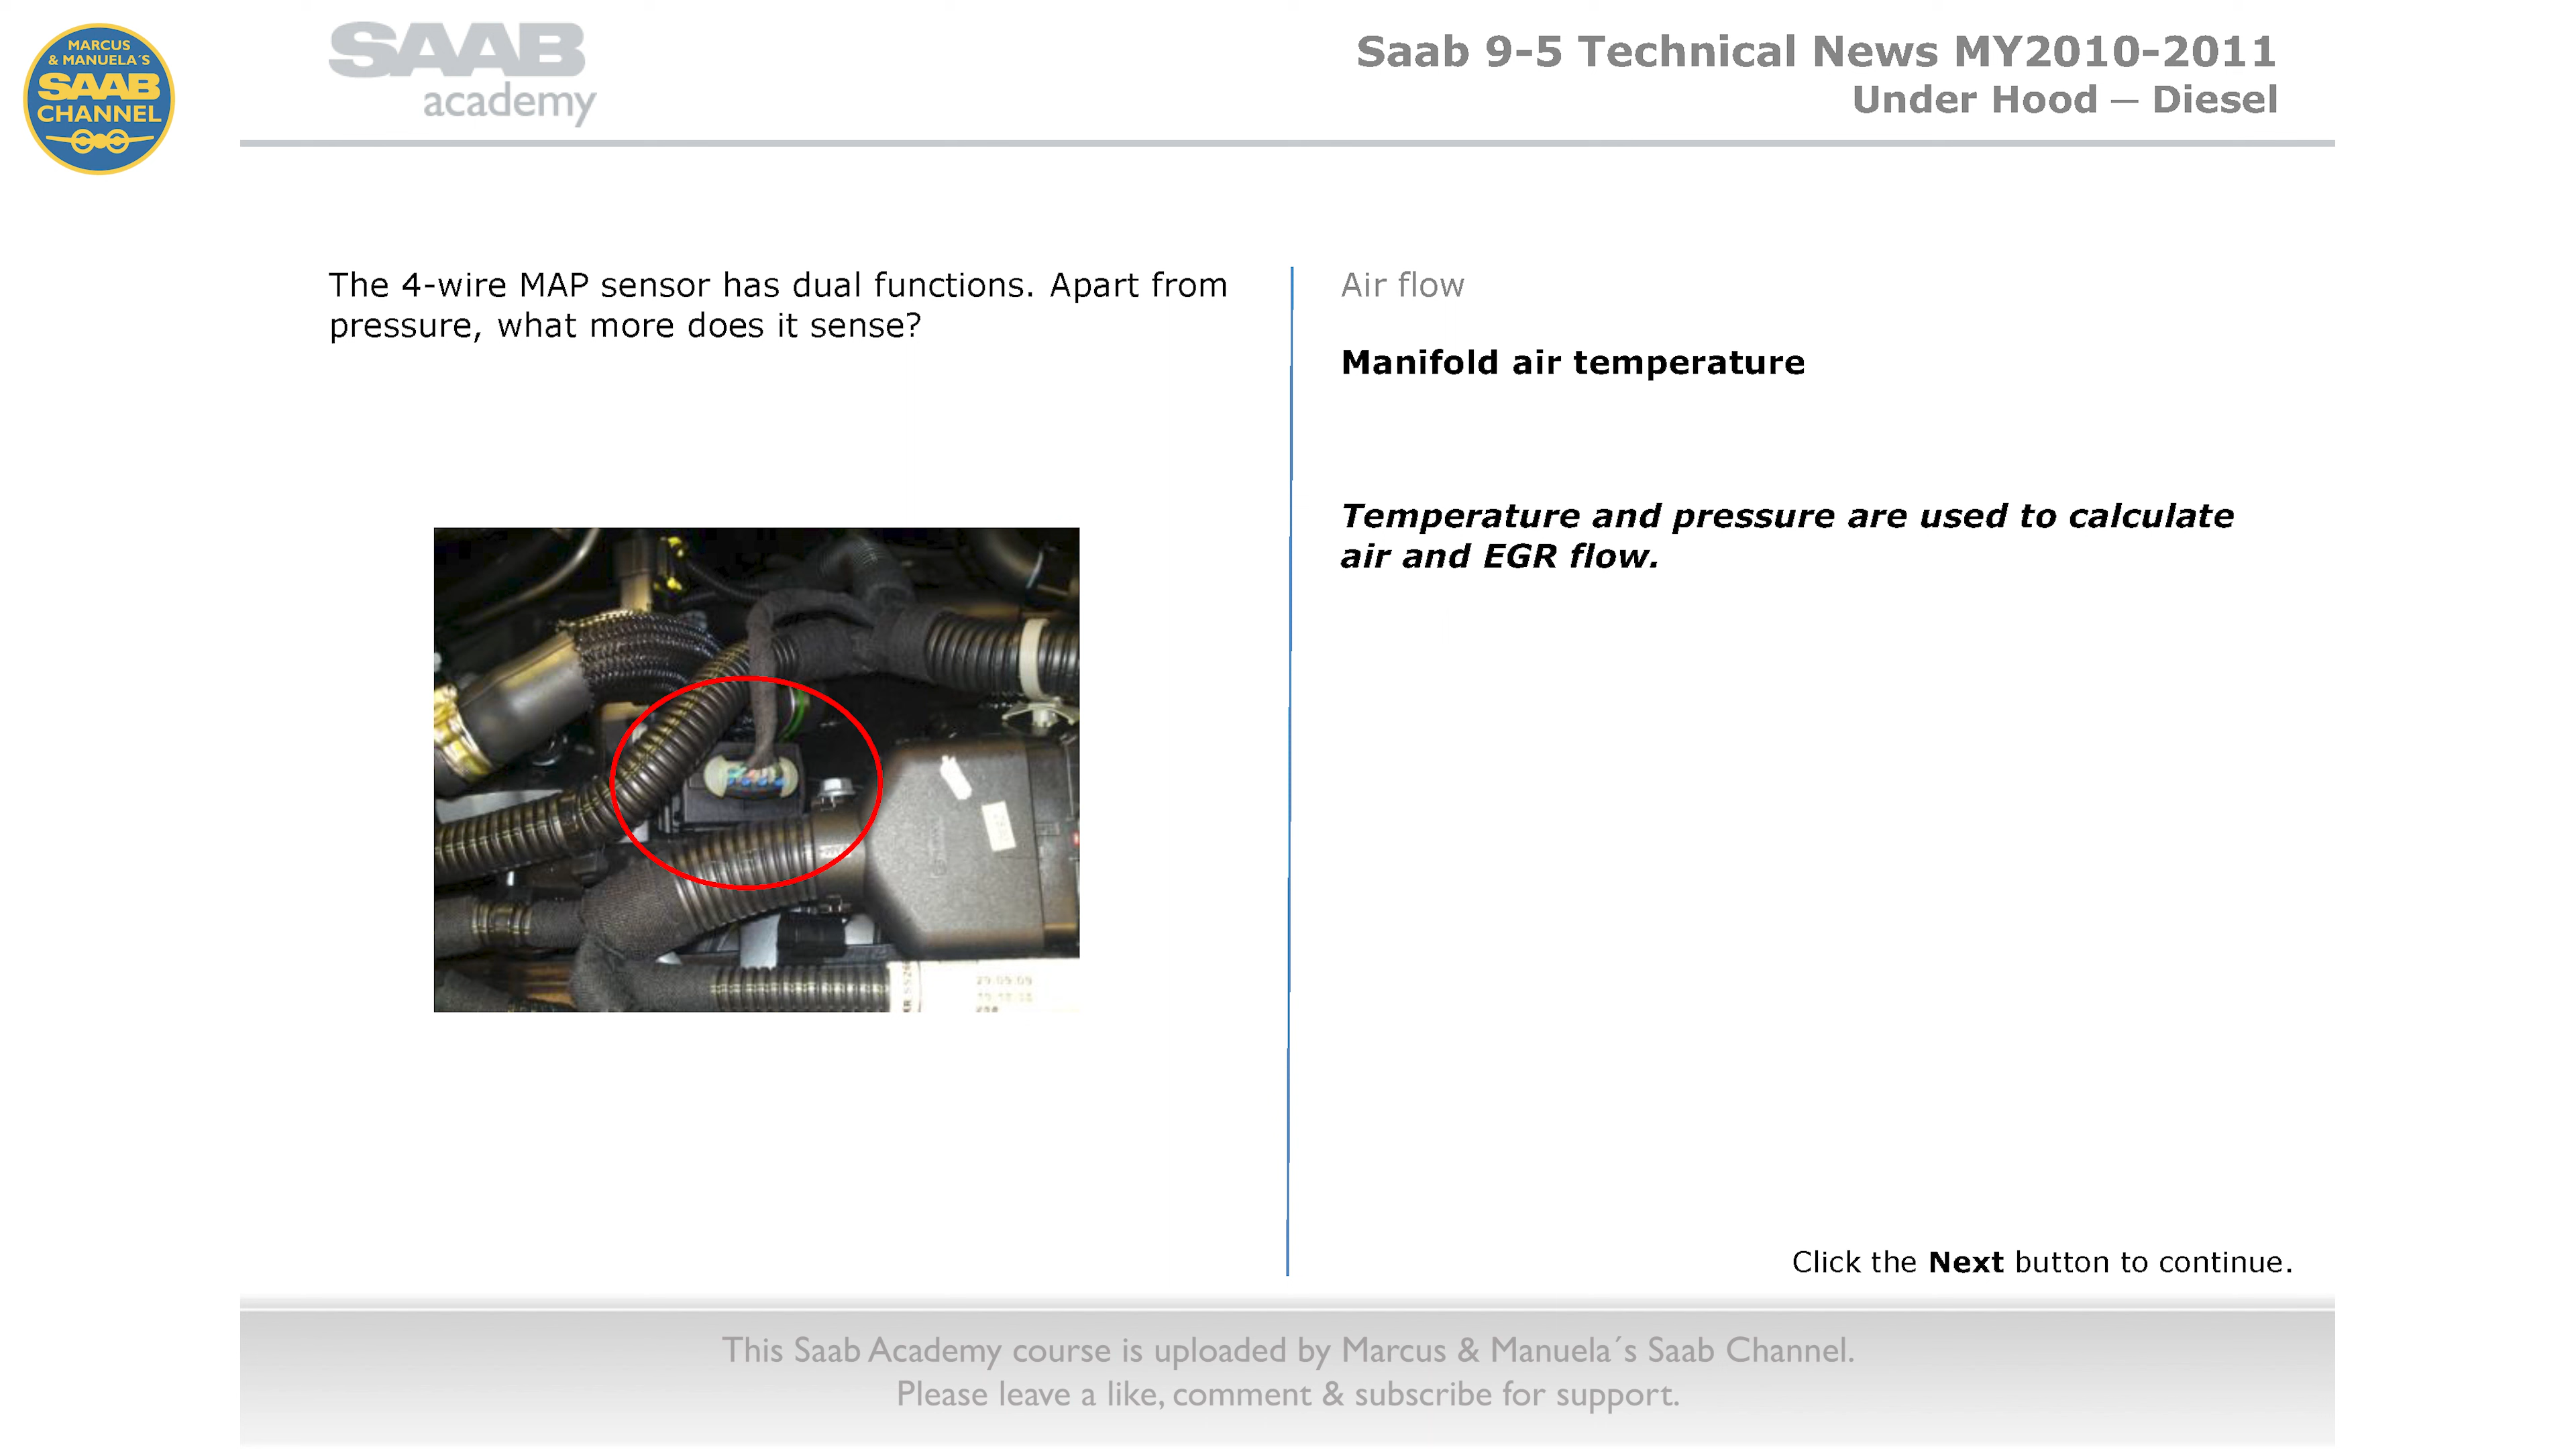 MARCUS
& MANUELA´S
SAAB
CHANNEL
SAAB
academy
Saab 9-5 Technical News MY2010-2011
Under Hood — Diesel
The 4-wire MAP sensor has dual functions. Apart from
pressure, what more does it sense?
Air flow
Manifold air temperature
Temperature and pressure are used to calculate
air and EGR flow.
29.09.09
Click the Next button to continue.
This Saab Academy course is uploaded by Marcus & Manuela´s Saab Channel.
Please leave a like, comment & subscribe for support.